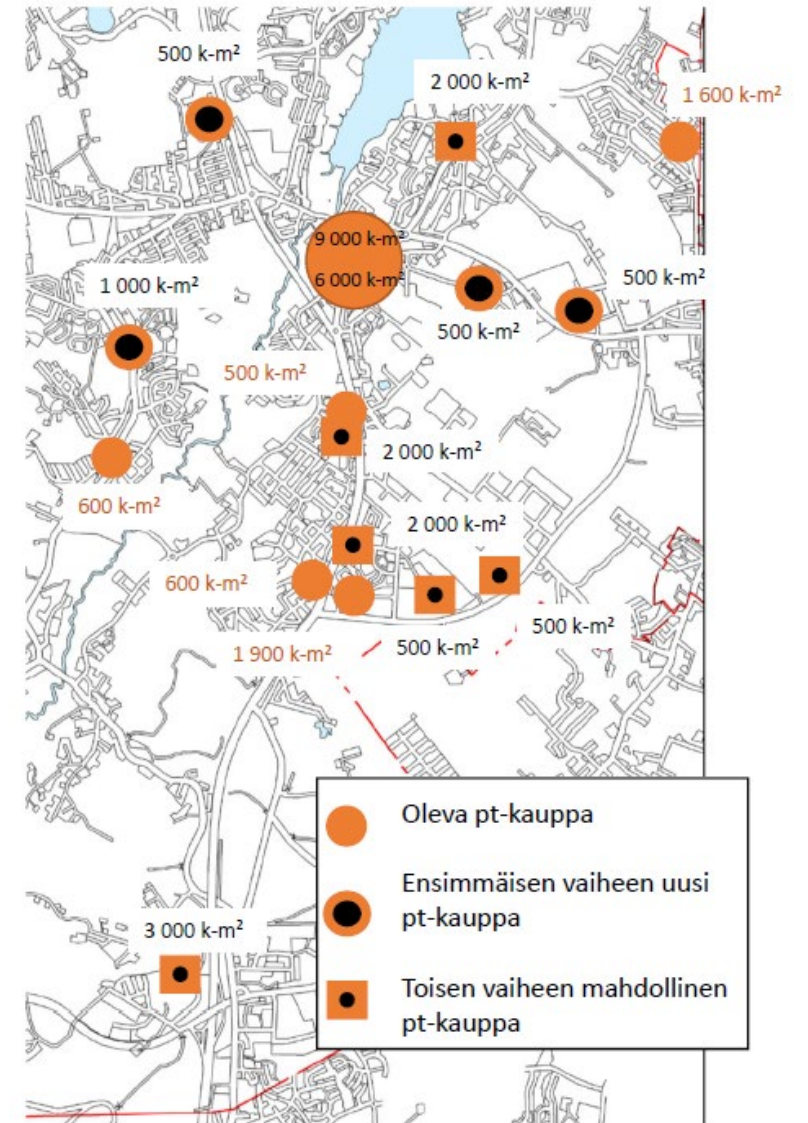 500 k-m²
2 000 k-m²
1 600 k-m²
9 000 k-m²
6 000 k-m²
1 000 k-m²
500 k-m²
500 k-m²
500 k-m²
2 000 k-m²
600 k-m²
2 000 k-m²
600 k-m²
500 k-m²
500 k-m²
1 900 k-m²
3 000 k-m²
Oleva pt-kauppa
Ensimmäisen vaiheen uusi
pt-kauppa
Toisen vaiheen mahdollinen
pt-kauppa